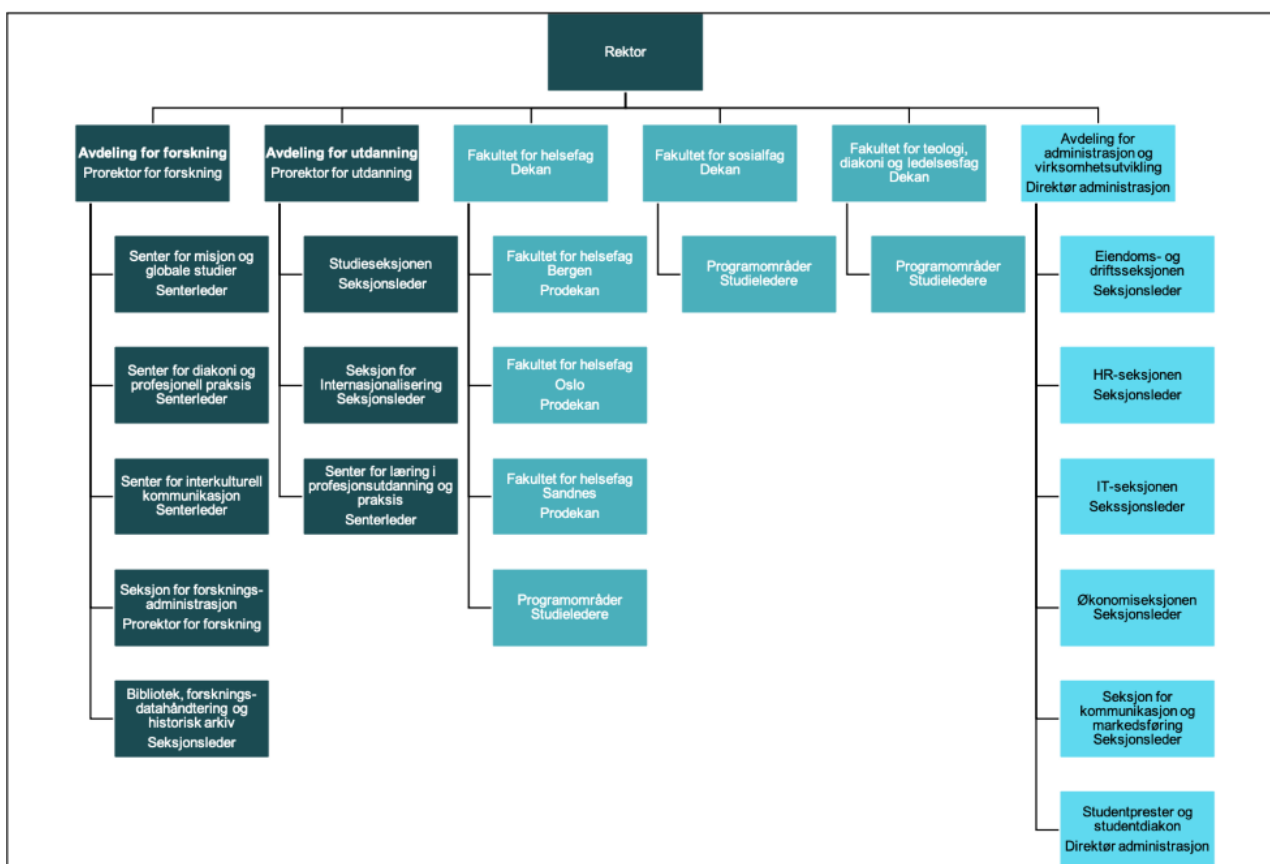 Rektor
Avdeling for forskning
Prorektor for forskning
Avdeling for utdanning
Prorektor for utdanning
Fakultet for helsefag
Dekan
Fakultet for sosialfag
Dekan
Fakultet for teologi,
diakoni og ledelsesfag
Dekan
Avdeling for
administrasjon og
virksomhetsutvikling
Direktør administrasjon
Senter for misjon og
globale studier
Senterleder
Studieseksjonen
Seksjonsleder
Fakultet for helsefag
Bergen
Prodekan
Programområder
Studieledere
Programområder
Studieledere
Eiendoms- og
driftsseksjonen
Seksjonsleder
Senter for diakoni og
profesjonell praksis
Senterleder
Seksjon for
Internasjonalisering
Seksjonsleder
Fakultet for helsefag
Oslo
Prodekan
HR-seksjonen
Seksjonsleder
Senter for interkulturell
kommunikasjon
Senterleder
Senter for læring i
profesjonsutdanning og
praksis
Senterleder
Fakultet for helsefag
Sandnes
Prodekan
IT-seksjonen
Sekssjonsleder
Seksjon for forsknings-
administrasjon
Prorektor for forskning
Programområder
Studieledere
Økonomiseksjonen
Seksjonsleder
Bibliotek, forsknings-
datahåndtering og
historisk arkiv
Seksjonsleder
Seksjon for
kommunikasjon og
markedsføring
Seksjonsleder
Studentprester og
studentdiakon
Direktør administrasjon